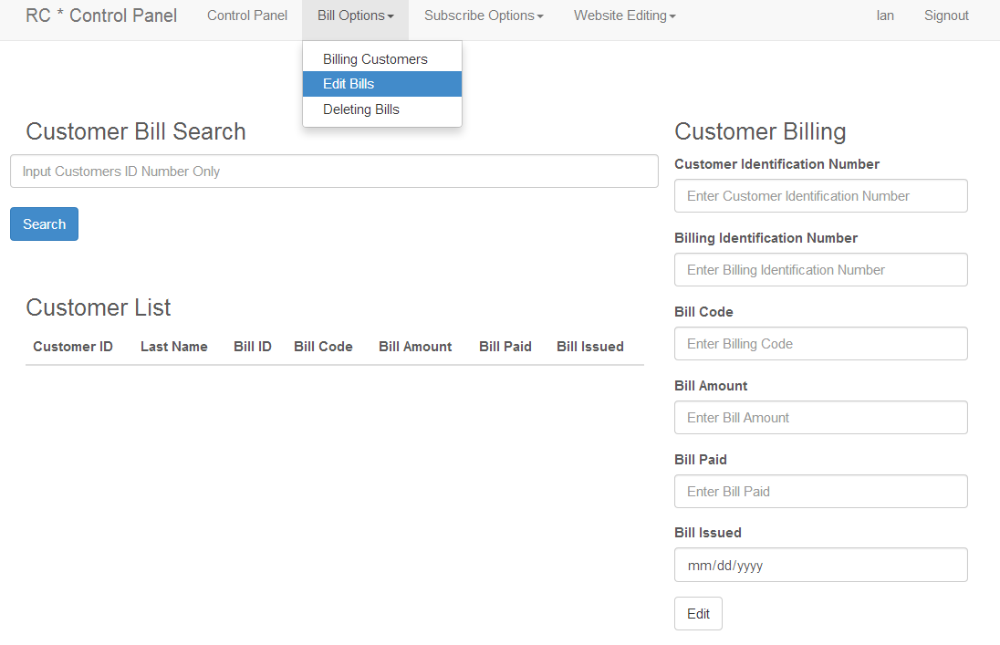 RC * Control Panel Control Panel Bill Options Subscribe Options Website Editing Ian Signout
Billing Customers
Edit Bills
Deleting Bills
Customer Bill Search
Input Customers ID Number Only
Search
Customer List
Customer ID Last Name Bill ID Bill Code Bill Amount Bill Paid Bill Issued
Customer Billing
Customer Identification Number
Enter Customer Identification Number
Billing Identification Number
Enter Billing Identification Number
Bill Code
Enter Billing Code
Bill Amount
Enter Bill Amount
Bill Paid
Enter Bill Paid
Bill Issued
mm/dd/yyyy
Edit